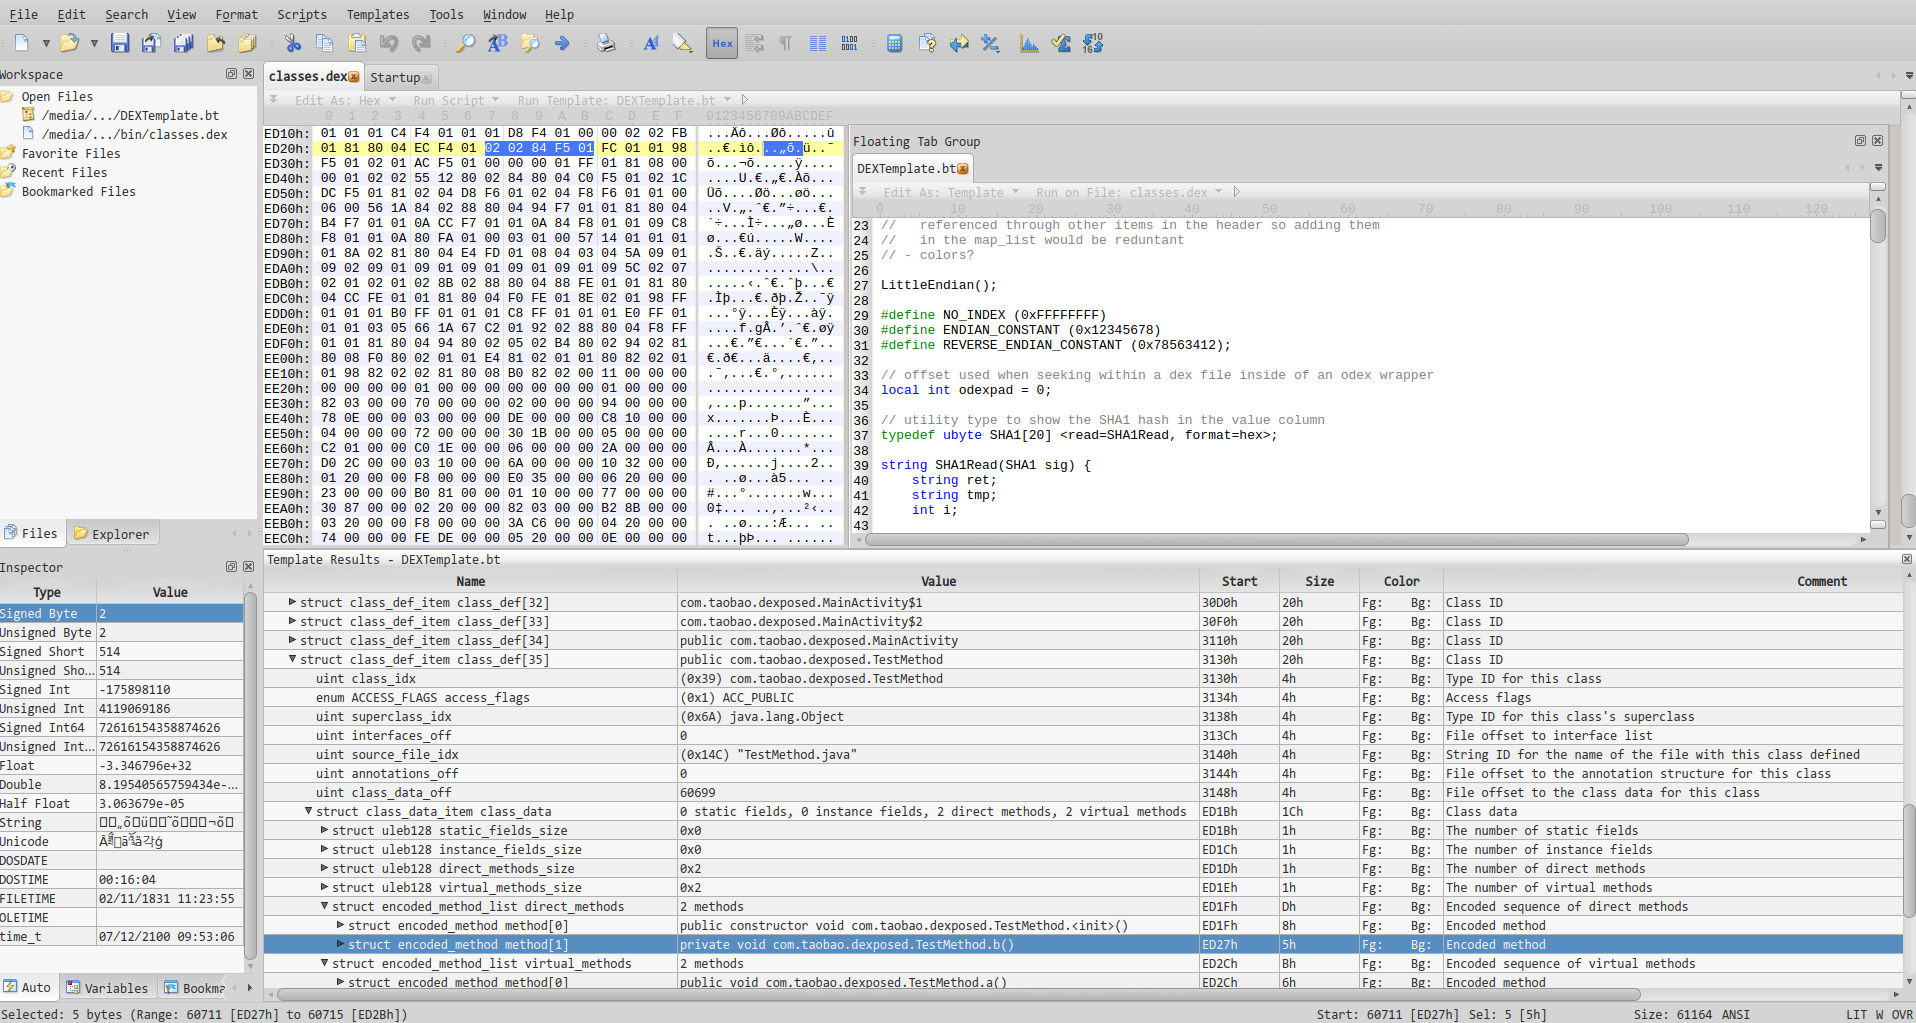 File Edit Search View Format Scripts Templates Tools Window Help
Hex
Workspace
Open Files
/media/.../DEXTemplate.bt
/media/.../bin/classes.dex
Favorite Files
Recent Files
Bookmarked Files
Files Explorer
classes.dex Startup
Edit As: Hex Run Script Run Template: DEXTemplate.bt
0 1 2 3 4 5 6 7 8 9 A B C D E F 0123456789ABCDEF
ED10h: 01 01 01 C4 F4 01 01 01 D8 F4 01 00 00 02 02 FB ...Äô...Øô.....û
ED20h: 01 81 80 04 EC F4 01 02 02 84 F5 01 FC 01 01 98 ..€.ìô...„õ.ü..˜
ED30h: F5 01 02 01 AC F5 01 00 00 00 01 FF 01 81 08 00 õ...¬õ.....ÿ....
ED40h: 00 01 02 02 55 12 80 02 84 80 04 C0 F5 01 02 1C ....U.€.„€.Àõ...
ED50h: DC F5 01 81 02 04 D8 F6 01 02 04 F8 F6 01 01 00 Üõ....Øö...øö...
ED60h: 06 00 56 1A 84 02 88 80 04 94 F7 01 01 81 80 04 ..V.„.ˆ€.”÷...€.
ED70h: B4 F7 01 01 0A CC F7 01 01 0A 84 F8 01 01 09 C8 ´÷...Ì÷...„ø...È
ED80h: F8 01 01 0A 80 FA 01 00 03 01 00 57 14 01 01 01 ø...€ú.....W....
ED90h: 01 8A 02 81 80 04 E4 FD 01 08 04 03 04 5A 09 01 .Š..€.äý.....Z..
EDA0h: 09 02 09 01 09 01 09 01 09 01 09 01 09 5C 02 07 .............\..
EDB0h: 02 01 02 01 02 8B 02 88 80 04 88 FE 01 01 81 80 .....‹.ˆ€.ˆþ...€
EDC0h: 04 CC FE 01 01 81 80 04 F0 FE 01 8E 02 01 98 FF .Ìþ...€.ðþ.Ž..˜ÿ
EDD0h: 01 01 01 B0 FF 01 01 01 C8 FF 01 01 01 E0 FF 01 ...°ÿ...Èÿ...àÿ.
EDE0h: 01 01 03 05 66 1A 67 C2 01 92 02 88 80 04 F8 FF ....f.gÂ.’.ˆ€.øÿ
EDF0h: 01 01 81 80 04 94 80 02 05 02 B4 80 02 94 02 81 ...€.”€...´€.”..
EE00h: 80 08 F0 80 02 01 01 E4 81 02 01 01 80 82 02 01 €.ð€...ä....€‚..
EE10h: 01 98 82 02 02 81 80 08 B0 82 02 00 11 00 00 00 .˜‚...€.°‚......
EE20h: 00 00 00 00 01 00 00 00 00 00 00 00 01 00 00 00 ................
EE30h: 82 03 00 00 70 00 00 00 02 00 00 00 94 00 00 00 ‚...p.......”...
EE40h: 78 0E 00 00 03 00 00 00 DE 00 00 00 C8 10 00 00 x.......Þ...È...
EE50h: 04 00 00 00 72 00 00 00 30 1B 00 00 05 00 00 00 ....r...0.......
EE60h: C2 01 00 00 C0 1E 00 00 06 00 00 00 2A 00 00 00 Â...À.......*...
EE70h: D0 2C 00 00 03 10 00 00 6A 00 00 00 10 32 00 00 Ð,......j....2..
EE80h: 01 20 00 00 F8 00 00 00 E0 35 00 00 06 20 00 00 . ..ø...à5... ..
EE90h: 23 00 00 00 B0 81 00 00 01 10 00 00 77 00 00 00 #...°.......w...
EEA0h: 30 87 00 00 02 20 00 00 82 03 00 00 B2 8B 00 00 0‡... ..‚...²‹..
EEB0h: 03 20 00 00 F8 00 00 00 3A C6 00 00 04 20 00 00 . ..ø...:Æ... ..
EEC0h: 74 00 00 00 FE DE 00 00 05 20 00 00 0E 00 00 00 t...þÞ... ......
Floating Tab Group
DEXTemplate.bt
Edit As: Template Run on File: classes.dex
0 10 20 30 40 50 60 70 80 90 100 110 120
23 // referenced through other items in the header so adding them
24 // in the map_list would be reduntant
25 // - colors?
26
27 LittleEndian();
28
29 #define NO_INDEX (0xFFFFFFFF)
30 #define ENDIAN_CONSTANT (0x12345678)
31 #define REVERSE_ENDIAN_CONSTANT (0x78563412);
32
33 // offset used when seeking within a dex file inside of an odex wrapper
34 local int odexpad = 0;
35
36 // utility type to show the SHA1 hash in the value column
37 typedef ubyte SHA1[20] <read=SHA1Read, format=hex>;
38
39 string SHA1Read(SHA1 sig) {
40 string ret;
41 string tmp;
42 int i;
43
Inspector
Type Value
Signed Byte 2
Unsigned Byte 2
Signed Short 514
Unsigned Sho... 514
Signed Int -175898110
Unsigned Int 4119069186
Signed Int64 72616154358874626
Unsigned Int... 72616154358874626
Float -3.346796e+32
Double 8.19540565759434e-...
Half Float 3.063679e-05
String
Unicode
DOSDATE
DOSTIME 00:16:04
FILETIME 02/11/1831 11:23:55
OLETIME
time_t 07/12/2100 09:53:06
Auto Variables Bookma
Template Results - DEXTemplate.bt
Name Value Start Size Color Comment
struct class_def_item class_def[32] com.taobao.dexposed.MainActivity$1 30D0h 20h Fg: Bg: Class ID
struct class_def_item class_def[33] com.taobao.dexposed.MainActivity$2 30F0h 20h Fg: Bg: Class ID
struct class_def_item class_def[34] public com.taobao.dexposed.MainActivity 3110h 20h Fg: Bg: Class ID
struct class_def_item class_def[35] public com.taobao.dexposed.TestMethod 3130h 20h Fg: Bg: Class ID
uint class_idx (0x39) com.taobao.dexposed.TestMethod 3130h 4h Fg: Bg: Type ID for this class
enum ACCESS_FLAGS access_flags (0x1) ACC_PUBLIC 3134h 4h Fg: Bg: Access flags
uint superclass_idx (0x6A) java.lang.Object 3138h 4h Fg: Bg: Type ID for this class's superclass
uint interfaces_off 0 313Ch 4h Fg: Bg: File offset to interface list
uint source_file_idx (0x14C) "TestMethod.java" 3140h 4h Fg: Bg: String ID for the name of the file with this class defined
uint annotations_off 0 3144h 4h Fg: Bg: File offset to the annotation structure for this class
uint class_data_off 60699 3148h 4h Fg: Bg: File offset to the class data for this class
struct class_data_item class_data 0 static fields, 0 instance fields, 2 direct methods, 2 virtual methods ED1Bh 1Ch Fg: Bg: Class data
struct uleb128 static_fields_size 0x0 ED1Bh 1h Fg: Bg: The number of static fields
struct uleb128 instance_fields_size 0x0 ED1Ch 1h Fg: Bg: The number of instance fields
struct uleb128 direct_methods_size 0x2 ED1Dh 1h Fg: Bg: The number of direct methods
struct uleb128 virtual_methods_size 0x2 ED1Eh 1h Fg: Bg: The number of virtual methods
struct encoded_method_list direct_methods 2 methods ED1Fh Dh Fg: Bg: Encoded sequence of direct methods
struct encoded_method method[0] public constructor void com.taobao.dexposed.TestMethod.<init>() ED1Fh 8h Fg: Bg: Encoded method
struct encoded_method method[1] private void com.taobao.dexposed.TestMethod.b() ED27h 5h Fg: Bg: Encoded method
struct encoded_method_list virtual_methods 2 methods ED2Ch Bh Fg: Bg: Encoded sequence of virtual methods
struct encoded_method method[0] public void com.taobao.dexposed.TestMethod.a() ED2Ch 6h Fg: Bg: Encoded method
Selected: 5 bytes (Range: 60711 [ED27h] to 60715 [ED2Bh]) Start: 60711 [ED27h] Sel: 5 [5h] Size: 61164 ANSI LIT W OVR